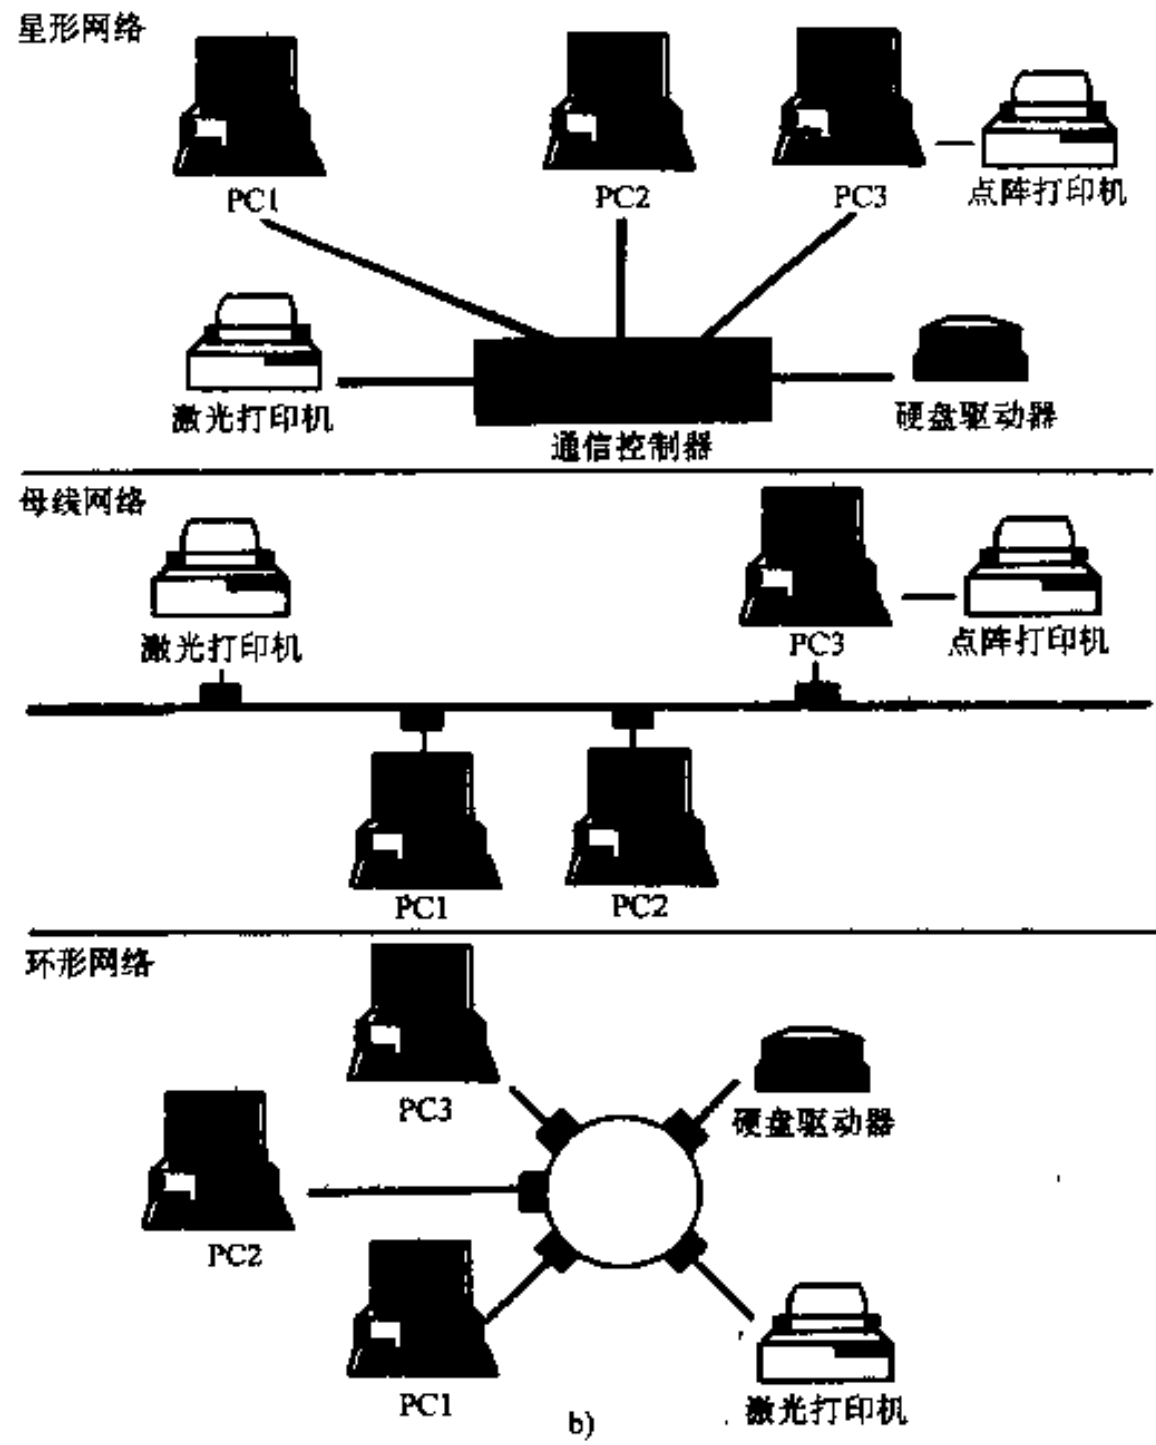 星形网络
PC1
PC2
PC3
点阵打印机
激光打印机
通信控制器
硬盘驱动器
母线网络
激光打印机
PC3
点阵打印机
PC1
PC2
环形网络
PC3
硬盘驱动器
PC2
PC1
激光打印机
b)